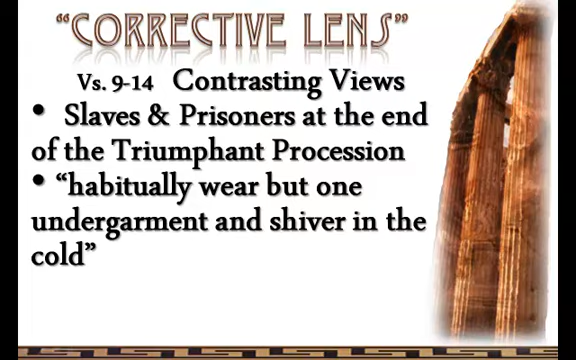 “CORRECTIVE LENS”
Vs. 9-14 Contrasting Views
• Slaves & Prisoners at the end
of the Triumphant Procession
• “habitually wear but one
undergarment and shiver in the
cold”